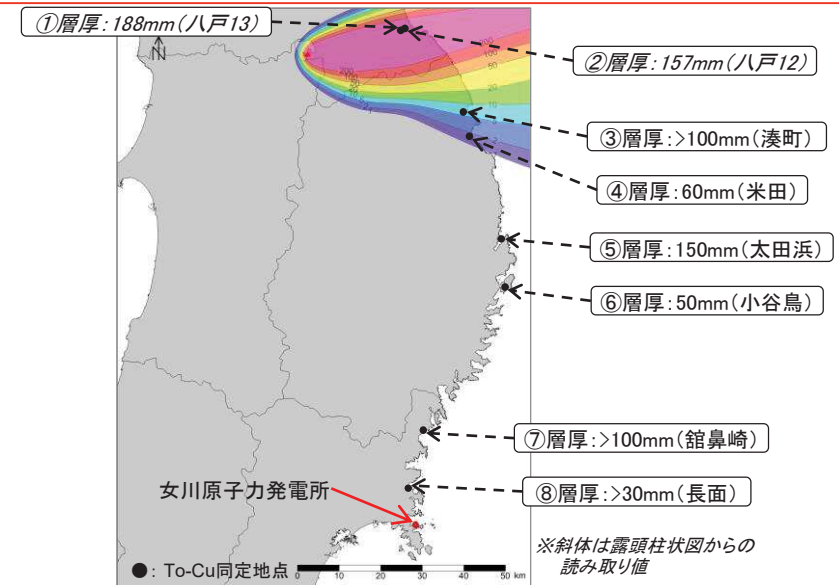 ①層厚:188mm(八戸13)
N
②層厚:157mm(八戸12)
③層厚:>100mm(湊町)
④層厚:60mm(米田)
⑤層厚:150mm(太田浜)
⑥層厚:50mm(小谷鳥)
⑦層厚:>100mm(舘鼻崎)
⑧層厚:>30mm(長面)
女川原子力発電所
※斜体は露頭柱状図からの
読み取り値
●:To-Cu同定地点
0 10 20 30 40 50 km